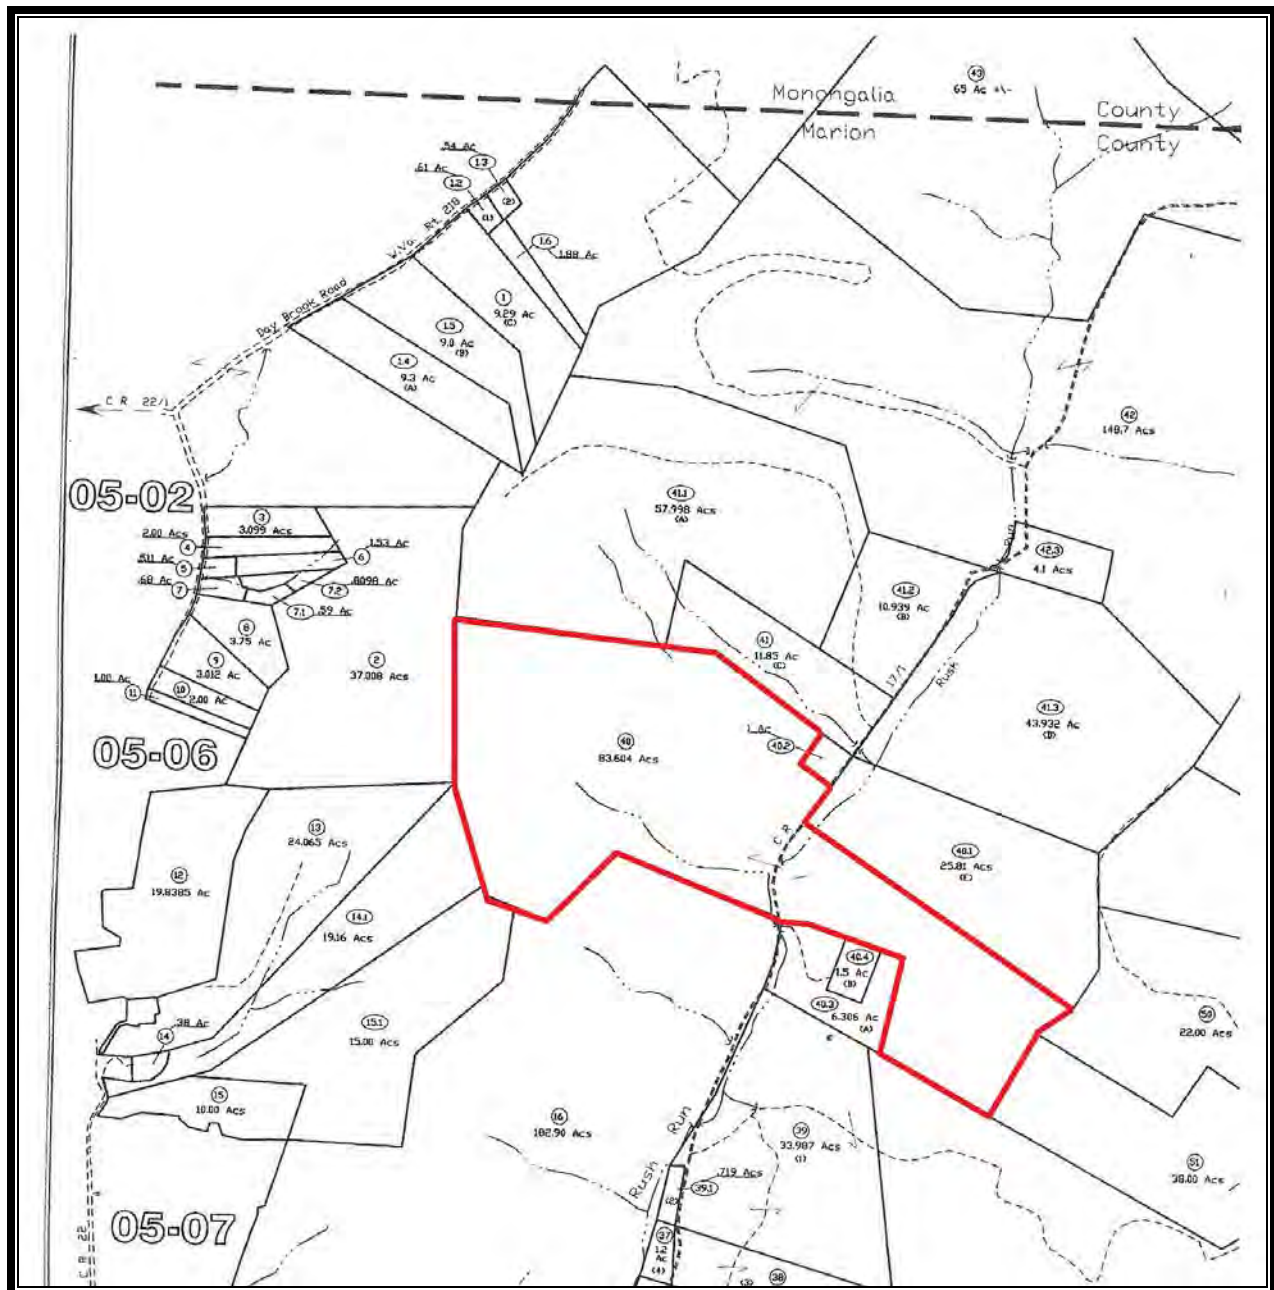 43
65 Ac +/-
Monongalia
County
Marion
County
.54 Ac
1.3
.61 Ac
1.2
(2)
(1)
W.Va. Rt. 218
1.6
1.88 Ac
Day Brook Road
1
9.29 Ac
(C)
1.5
9.0 Ac
(B)
1.4
9.3 Ac
(A)
C R 22/1
42
148.7 Acs
05-02
41.1
57.998 Acs
(A)
3
3.099 Acs
2.00 Acs
4
1.53 Ac
6
5
.68 Ac
7
7.2
.8098 Ac
7.1
.59 Ac
Run
42.3
4.1 Acs
41.2
10.939 Ac
(B)
8
3.75 Ac
41
11.85 Ac
(C)
9
3.012 Ac
2
37.008 Acs
17/1
Rush
1.00 Ac
11
10
2.00 Ac
41.3
43.932 Ac
(D)
05-06
40
83.604 Acs
1 Ac
40.2
C R
13
24.065 Acs
40.1
25.81 Acs
(E)
12
19.8385 Ac
14.1
19.16 Acs
40.4
1.5 Ac
(B)
40.3
6.306 Ac
(A)
50
22.00 Acs
.38 Ac
14
15.1
15.00 Acs
15
10.00 Acs
16
102.90 Acs
Run
39
33.987 Acs
(1)
Rush
.719 Acs
39.1
(2)
51
38.00 Acs
05-07
C R 22
37
1.2
Ac
(4)
(3)
38